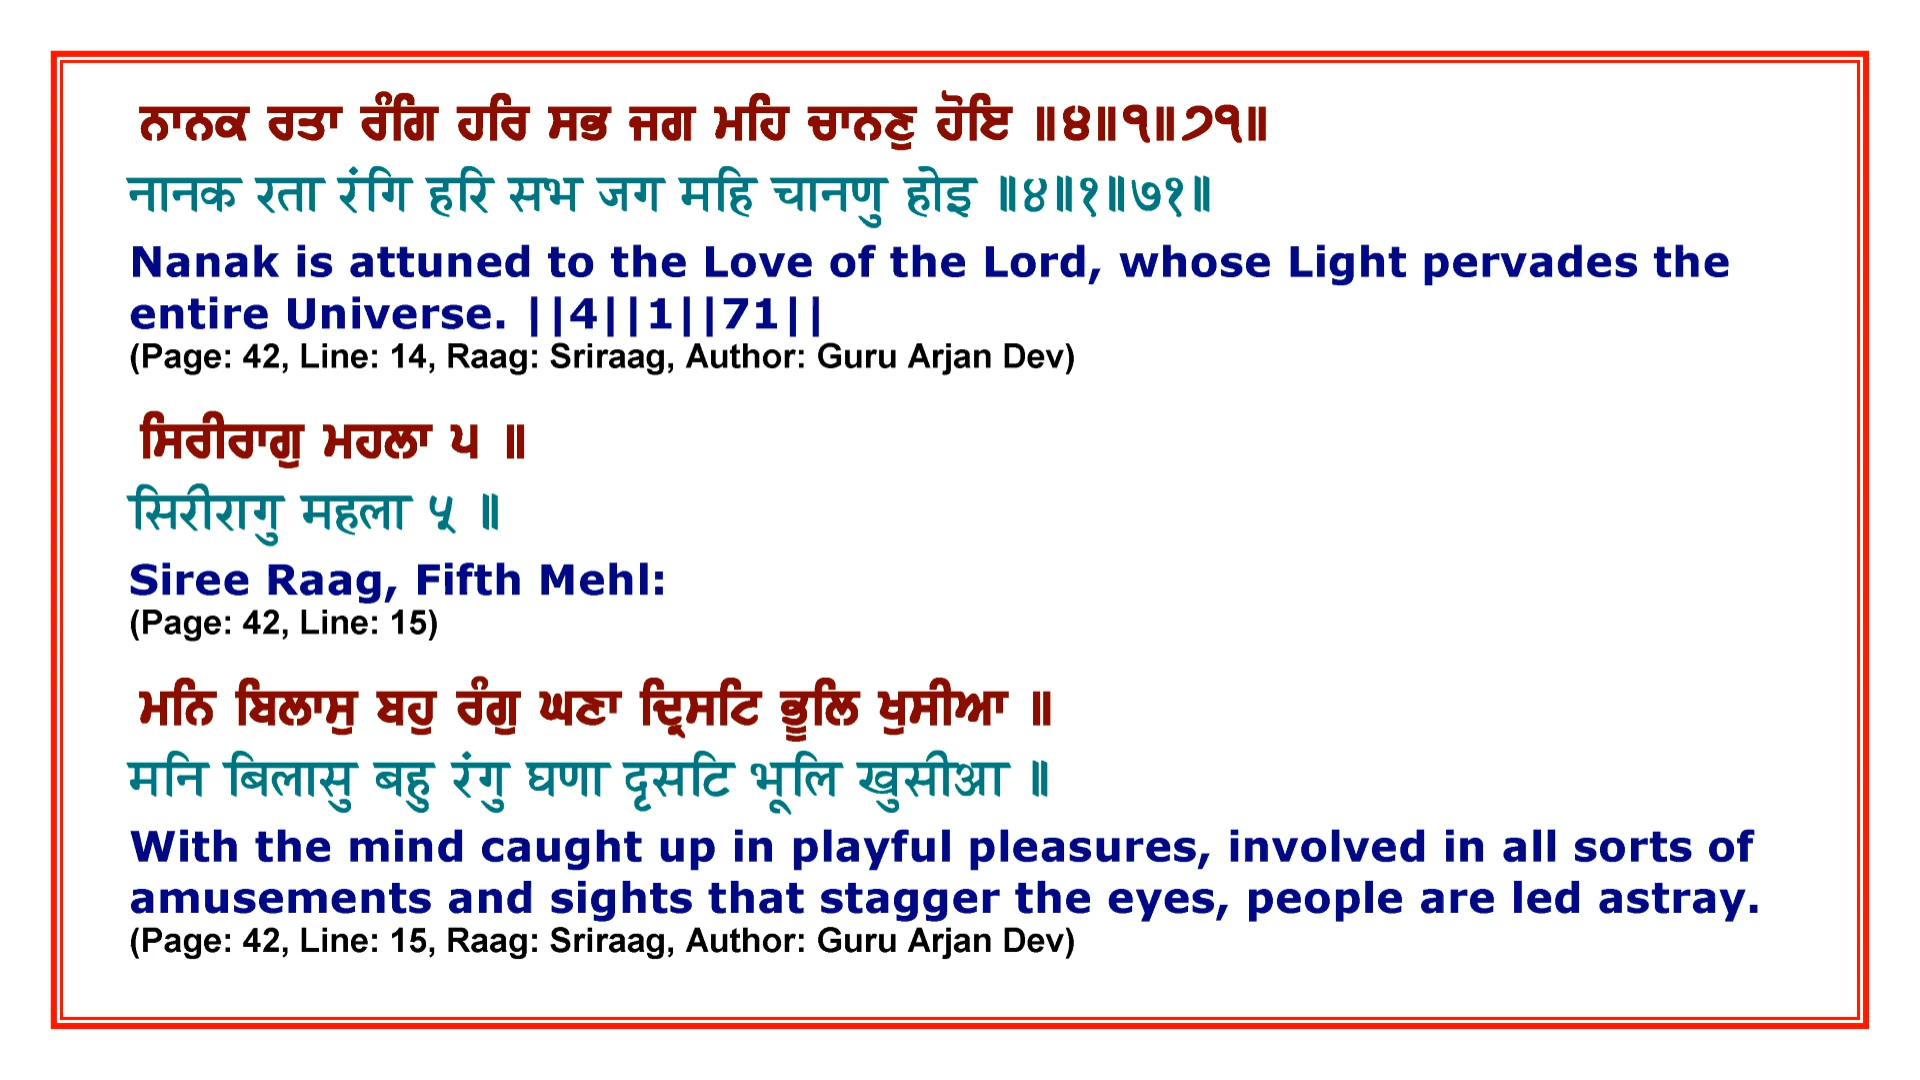 ਨਾਨਕ ਰਤਾ ਰੰਗਿ ਹਰਿ ਸਭ ਜਗ ਮਹਿ ਚਾਨਣੁ ਹੋਇ ॥੪॥੧॥੭੧॥
नानक रता रंगि हरि सभ जग महि चानणु होइ ॥४॥१॥७१॥
Nanak is attuned to the Love of the Lord, whose Light pervades the
entire Universe. ||4||1||71||
(Page: 42, Line: 14, Raag: Sriraag, Author: Guru Arjan Dev)
ਸਿਰੀਰਾਗੁ ਮਹਲਾ ੫ ॥
सिरीरागु महला ५ ॥
Siree Raag, Fifth Mehl:
(Page: 42, Line: 15)
ਮਨਿ ਬਿਲਾਸੁ ਬਹੁ ਰੰਗੁ ਘਣਾ ਦ੍ਰਿਸਟਿ ਭੂਲਿ ਖੁਸੀਆ ॥
मनि बिलासु बहु रंगु घणा दृसटि भूलि खुसीआ ॥
With the mind caught up in playful pleasures, involved in all sorts of
amusements and sights that stagger the eyes, people are led astray.
(Page: 42, Line: 15, Raag: Sriraag, Author: Guru Arjan Dev)